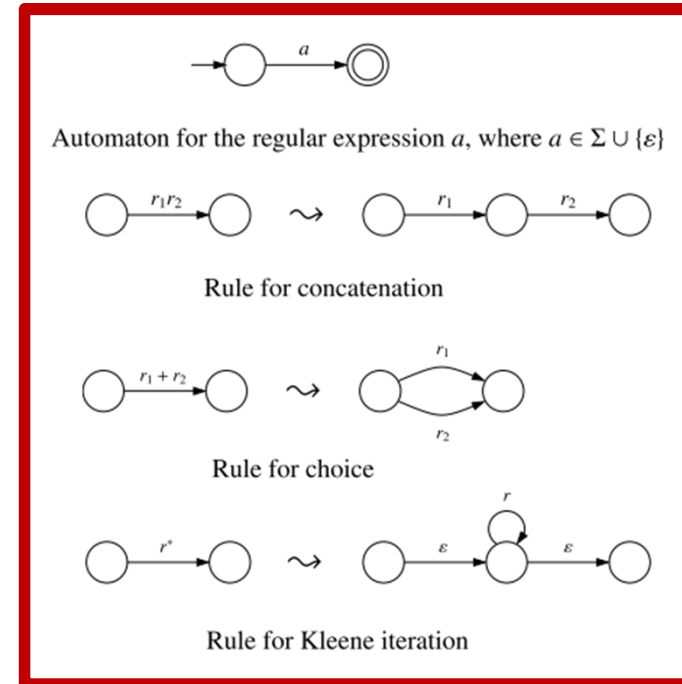 a
Automaton for the regular expression a, where a ∈ Σ ∪ {ε}
r₁r₂ ⇝ r₁ r₂
Rule for concatenation
r₁ + r₂ ⇝ r₁
r₂
Rule for choice
r
r* ⇝ ε ε
Rule for Kleene iteration